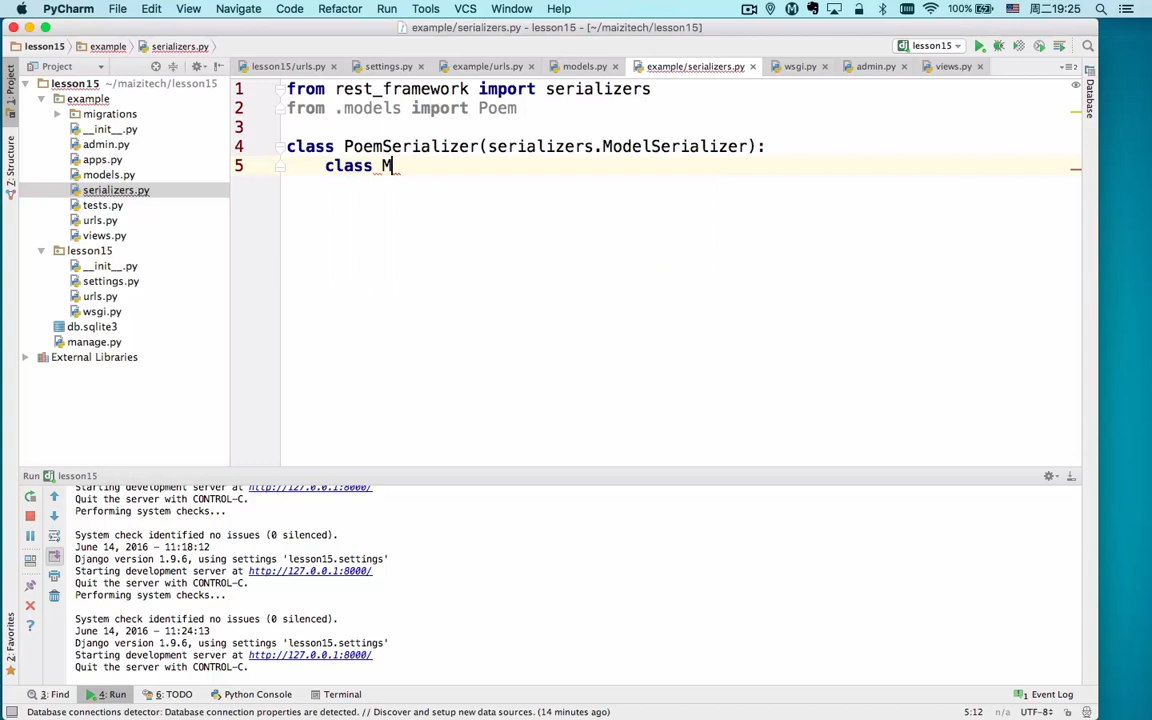 PyCharm File Edit View Navigate Code Refactor Run Tools VCS Window Help 100% 周二19:25
example/serializers.py - lesson15 - [~/maizitech/lesson15]
lesson15 example serializers.py lesson15
Project lesson15/urls.py settings.py example/urls.py models.py example/serializers.py wsgi.py admin.py views.py
1: Project
Z: Structure
2: Favorites
Database
lesson15 ~/maizitech/lesson15
example
migrations
__init__.py
admin.py
apps.py
models.py
serializers.py
tests.py
urls.py
views.py
lesson15
__init__.py
settings.py
urls.py
wsgi.py
db.sqlite3
manage.py
External Libraries
1 from rest_framework import serializers
2 from .models import Poem
3
4 class PoemSerializer(serializers.ModelSerializer):
5 class M
Run lesson15
Starting development server at http://127.0.0.1:8000/
Quit the server with CONTROL-C.
Performing system checks...
System check identified no issues (0 silenced).
June 14, 2016 - 11:18:12
Django version 1.9.6, using settings 'lesson15.settings'
Starting development server at http://127.0.0.1:8000/
Quit the server with CONTROL-C.
Performing system checks...
System check identified no issues (0 silenced).
June 14, 2016 - 11:24:13
Django version 1.9.6, using settings 'lesson15.settings'
Starting development server at http://127.0.0.1:8000/
Quit the server with CONTROL-C.
3: Find 4: Run 6: TODO Python Console Terminal 1 Event Log
Database connections detector: Database connection properties are detected. // Discover and setup new data sources. (14 minutes ago) 5:12 n/a UTF-8